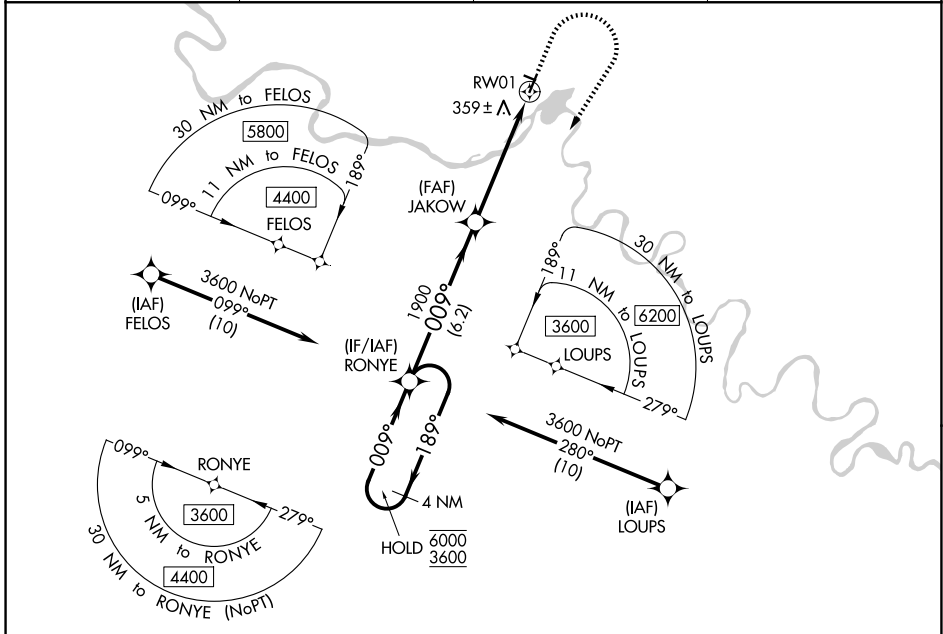 RW01
359±
30 NM to FELOS
5800
11 NM to FELOS
189°
099°
4400
FELOS
(FAF)
JAKOW
3600 NoPT
099°
(10)
(IAF)
FELOS
1900
009°
(6.2)
(IF/IAF)
RONYE
189°
30 NM to LOUPS
11 NM to LOUPS
6200
3600
LOUPS
279°
009°
189°
4 NM
HOLD
6000
3600
3600 NoPT
280°
(10)
(IAF)
LOUPS
099°
RONYE
279°
3600
5 NM to RONYE
4400
30 NM to RONYE (NoPT)